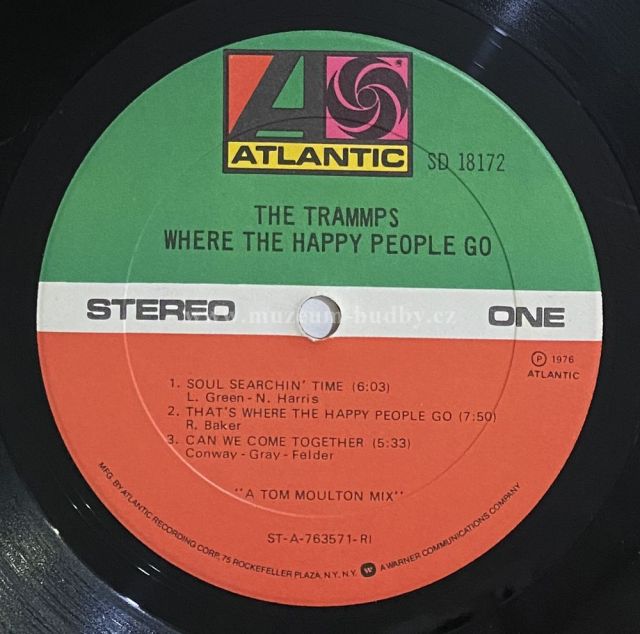 ATLANTIC
SD 18172
THE TRAMMPS
WHERE THE HAPPY PEOPLE GO
STEREO
ONE
www.muzeum-budby.cz
Ⓟ 1976
ATLANTIC
1. SOUL SEARCHIN' TIME (6:03)
L. Green - N. Harris
2. THAT'S WHERE THE HAPPY PEOPLE GO (7:50)
R. Baker
3. CAN WE COME TOGETHER (5:33)
Conway - Gray - Felder
"A TOM MOULTON MIX"
ST-A-763571-RI
MFG. BY ATLANTIC RECORDING CORP., 75 ROCKEFELLER PLAZA, N.Y. N.Y. W A WARNER COMMUNICATIONS COMPANY